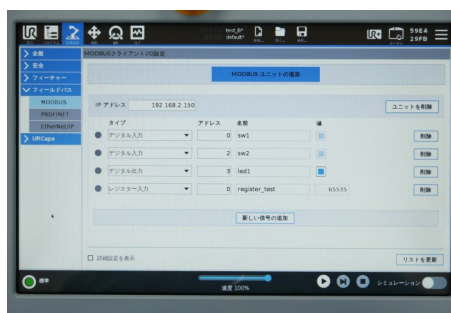 test_6*
default*
59E4
29FB
MODBUSクライアントI/O設定
全般
安全
フィーチャー
フィールドバス
MODBUS
PROFINET
EtherNet/IP
URCaps
MODBUS ユニットの追加
IP アドレス 192.168.2.150 ユニットを削除
タイプ アドレス 名前 値
デジタル入力 0 sw1 削除
デジタル入力 2 sw2 削除
デジタル出力 3 led1 削除
レジスター入力 0 register_test 65535 削除
新しい信号の追加
詳細設定を表示 リストを更新
標準 速度 100% シミュレーション